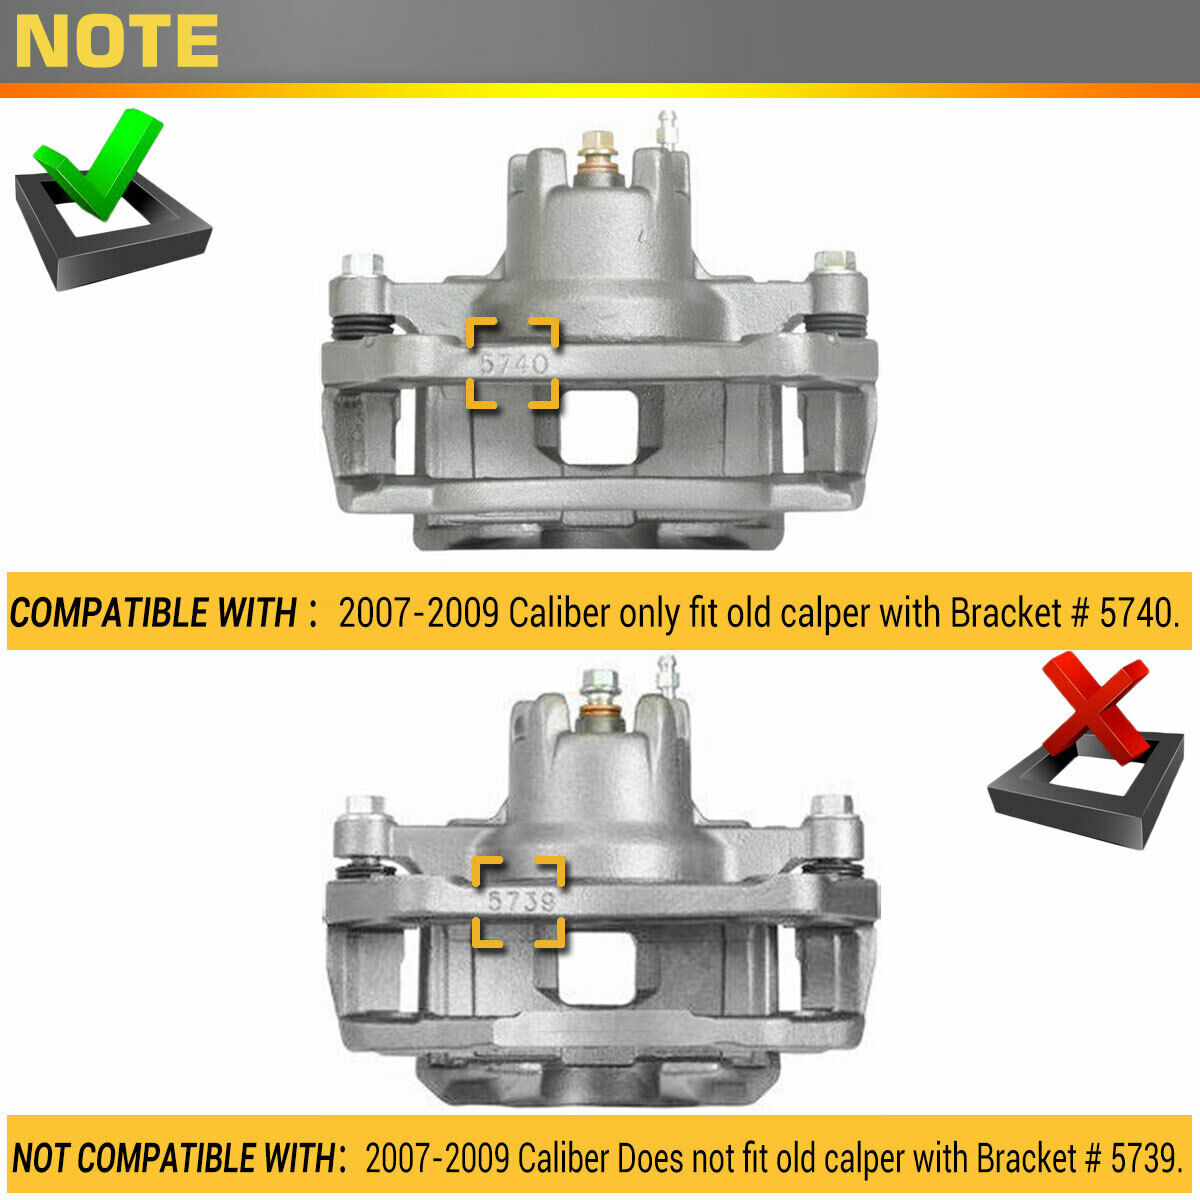 NOTE
5740
COMPATIBLE WITH : 2007-2009 Caliber only fit old calper with Bracket # 5740.
5739
NOT COMPATIBLE WITH: 2007-2009 Caliber Does not fit old calper with Bracket # 5739.